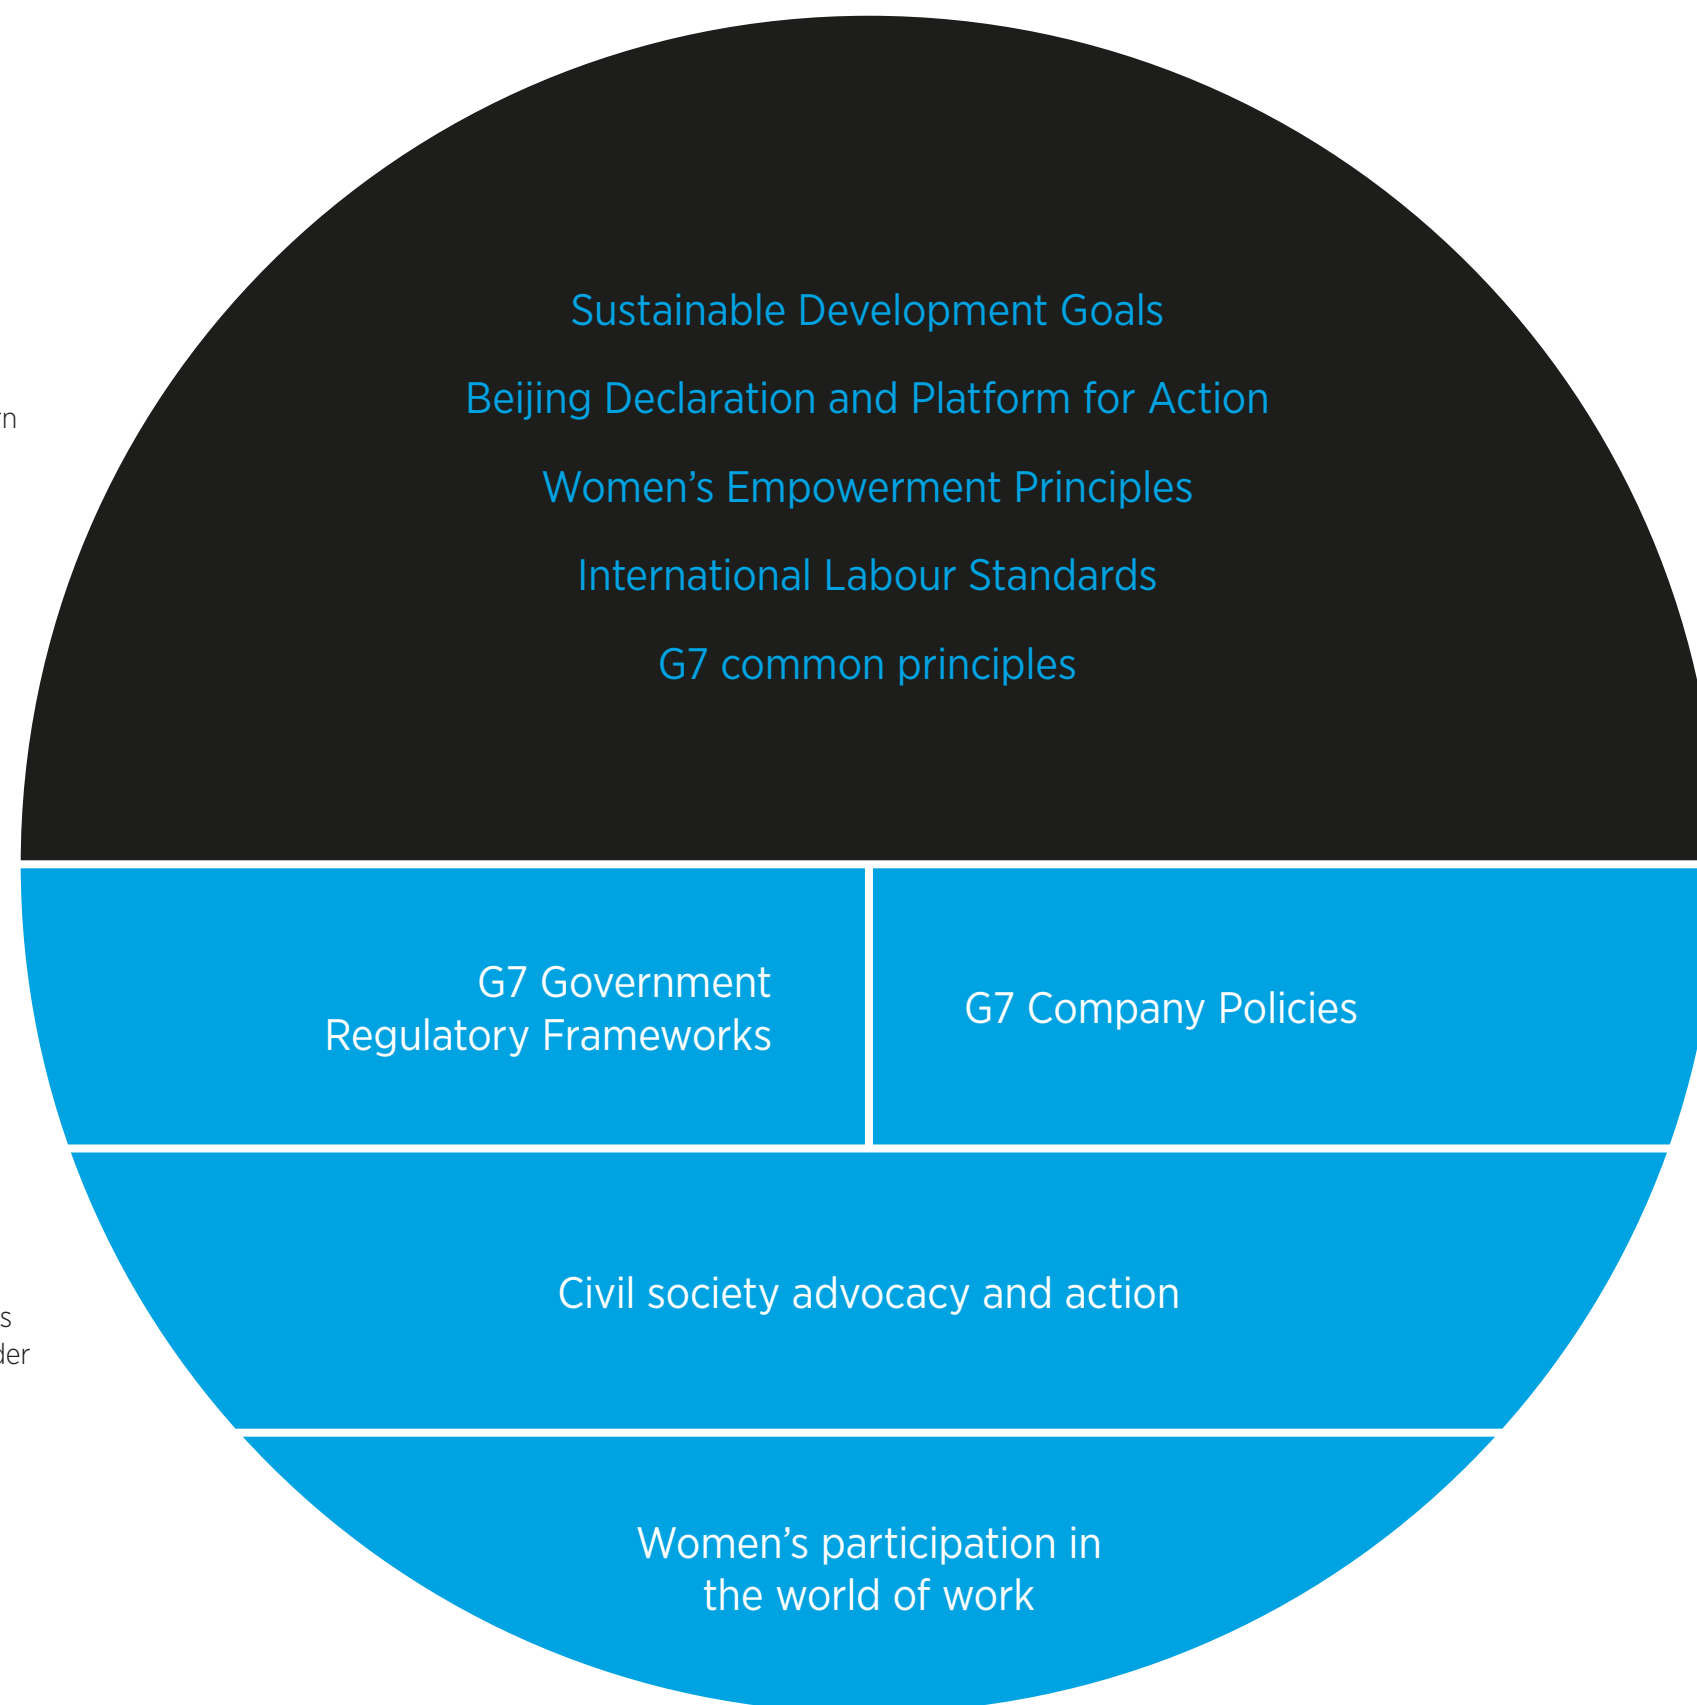 Sustainable Development Goals
Beijing Declaration and Platform for Action
Women’s Empowerment Principles
International Labour Standards
G7 common principles
G7 Government
Regulatory Frameworks
G7 Company Policies
Civil society advocacy and action
Women’s participation in
the world of work